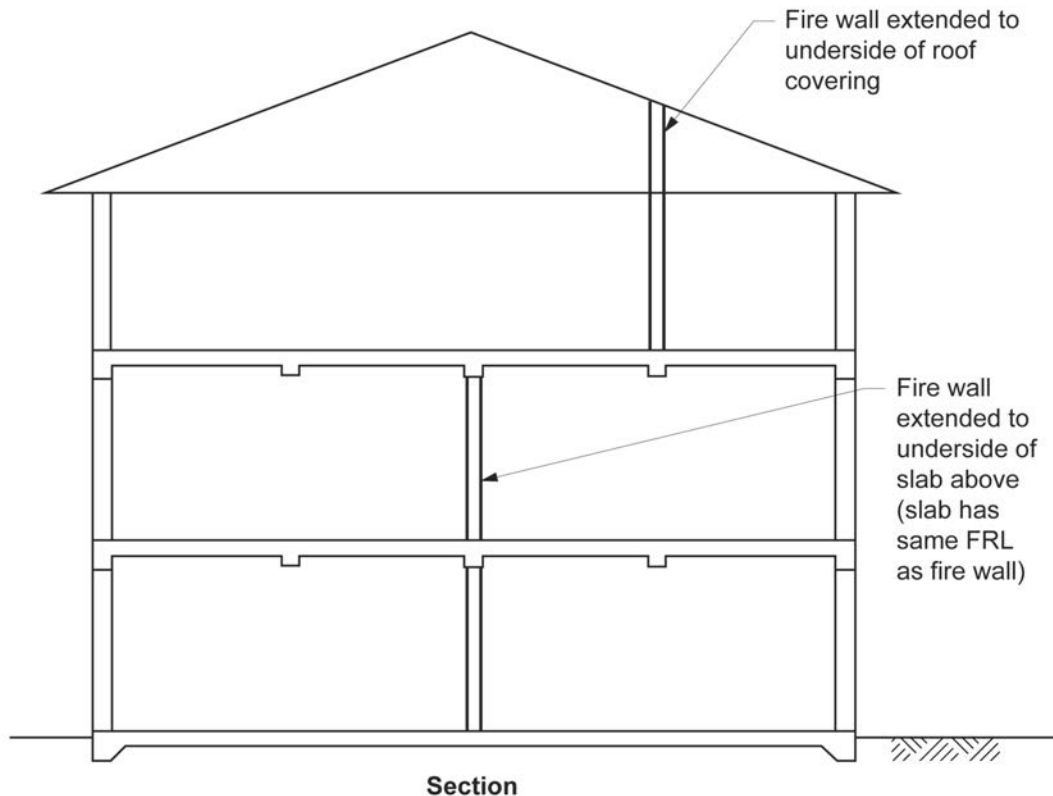 Fire wall extended to
underside of roof
covering
Fire wall
extended to
underside of
slab above
(slab has
same FRL
as fire wall)
Section